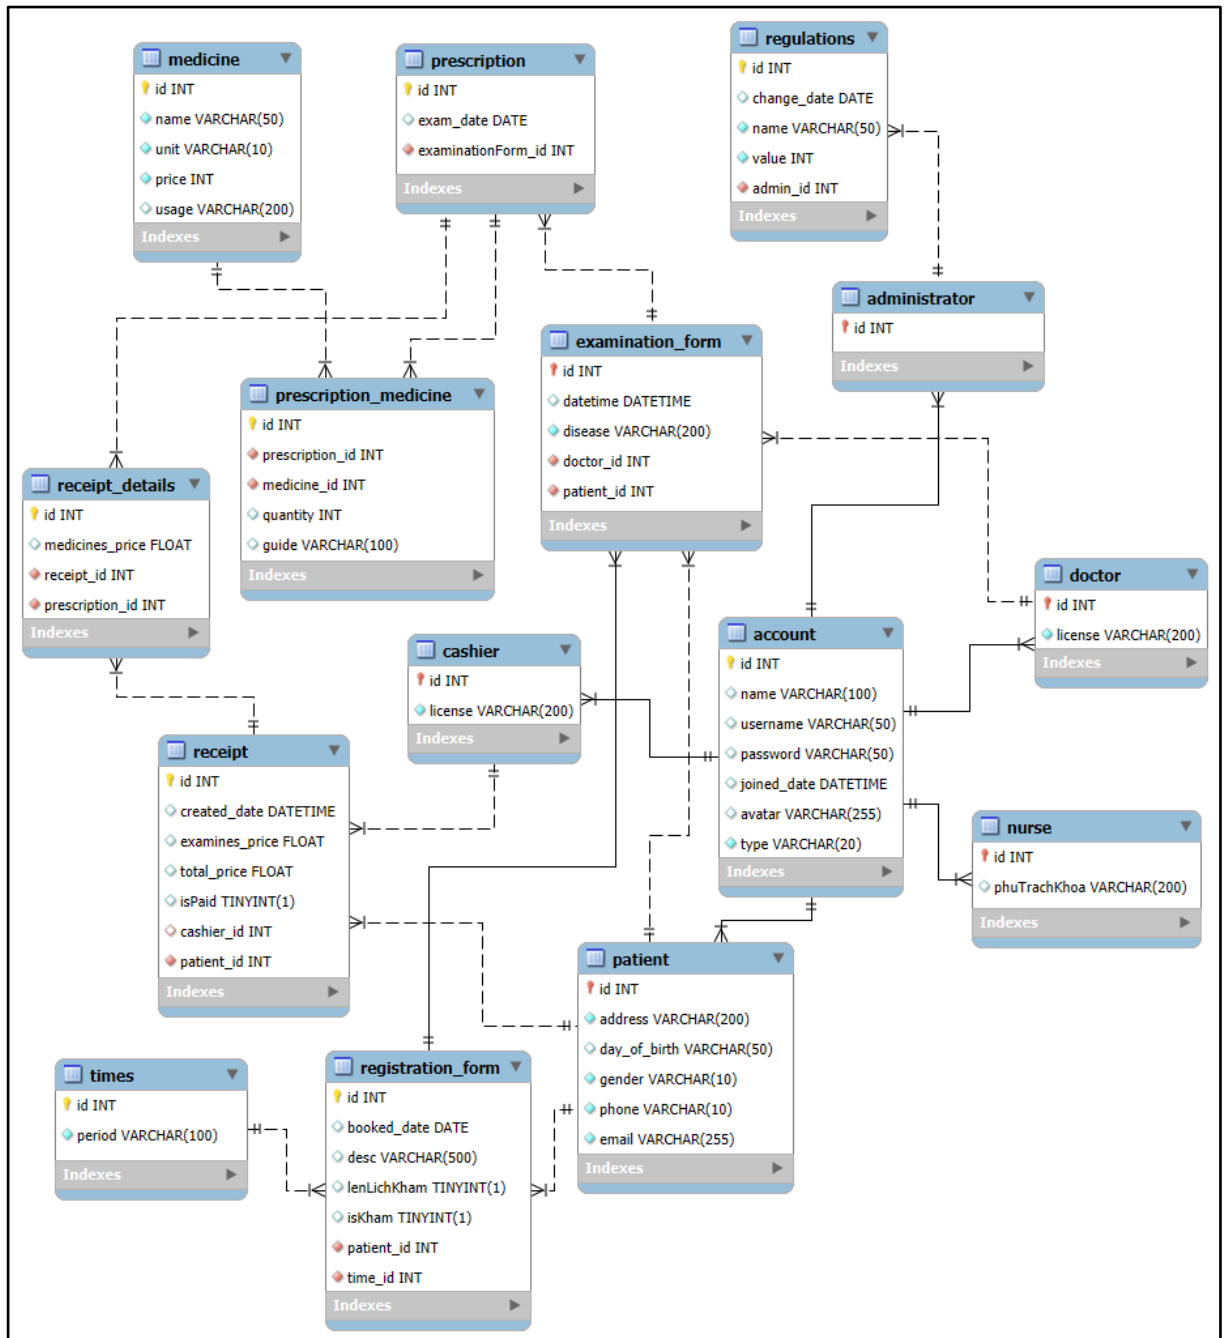 medicine
id INT
name VARCHAR(50)
unit VARCHAR(10)
price INT
usage VARCHAR(200)
Indexes
prescription
id INT
exam_date DATE
examinationForm_id INT
Indexes
regulations
id INT
change_date DATE
name VARCHAR(50)
value INT
admin_id INT
Indexes
administrator
id INT
Indexes
examination_form
id INT
datetime DATETIME
disease VARCHAR(200)
doctor_id INT
patient_id INT
Indexes
prescription_medicine
id INT
prescription_id INT
medicine_id INT
quantity INT
guide VARCHAR(100)
Indexes
receipt_details
id INT
medicines_price FLOAT
receipt_id INT
prescription_id INT
Indexes
doctor
id INT
license VARCHAR(200)
Indexes
cashier
id INT
license VARCHAR(200)
Indexes
account
id INT
name VARCHAR(100)
username VARCHAR(50)
password VARCHAR(50)
joined_date DATETIME
avatar VARCHAR(255)
type VARCHAR(20)
Indexes
receipt
id INT
created_date DATETIME
examines_price FLOAT
total_price FLOAT
isPaid TINYINT(1)
cashier_id INT
patient_id INT
Indexes
nurse
id INT
phuTrachKhoa VARCHAR(200)
Indexes
patient
id INT
address VARCHAR(200)
day_of_birth VARCHAR(50)
gender VARCHAR(10)
phone VARCHAR(10)
email VARCHAR(255)
Indexes
times
id INT
period VARCHAR(100)
Indexes
registration_form
id INT
booked_date DATE
desc VARCHAR(500)
lenLichKham TINYINT(1)
isKham TINYINT(1)
patient_id INT
time_id INT
Indexes